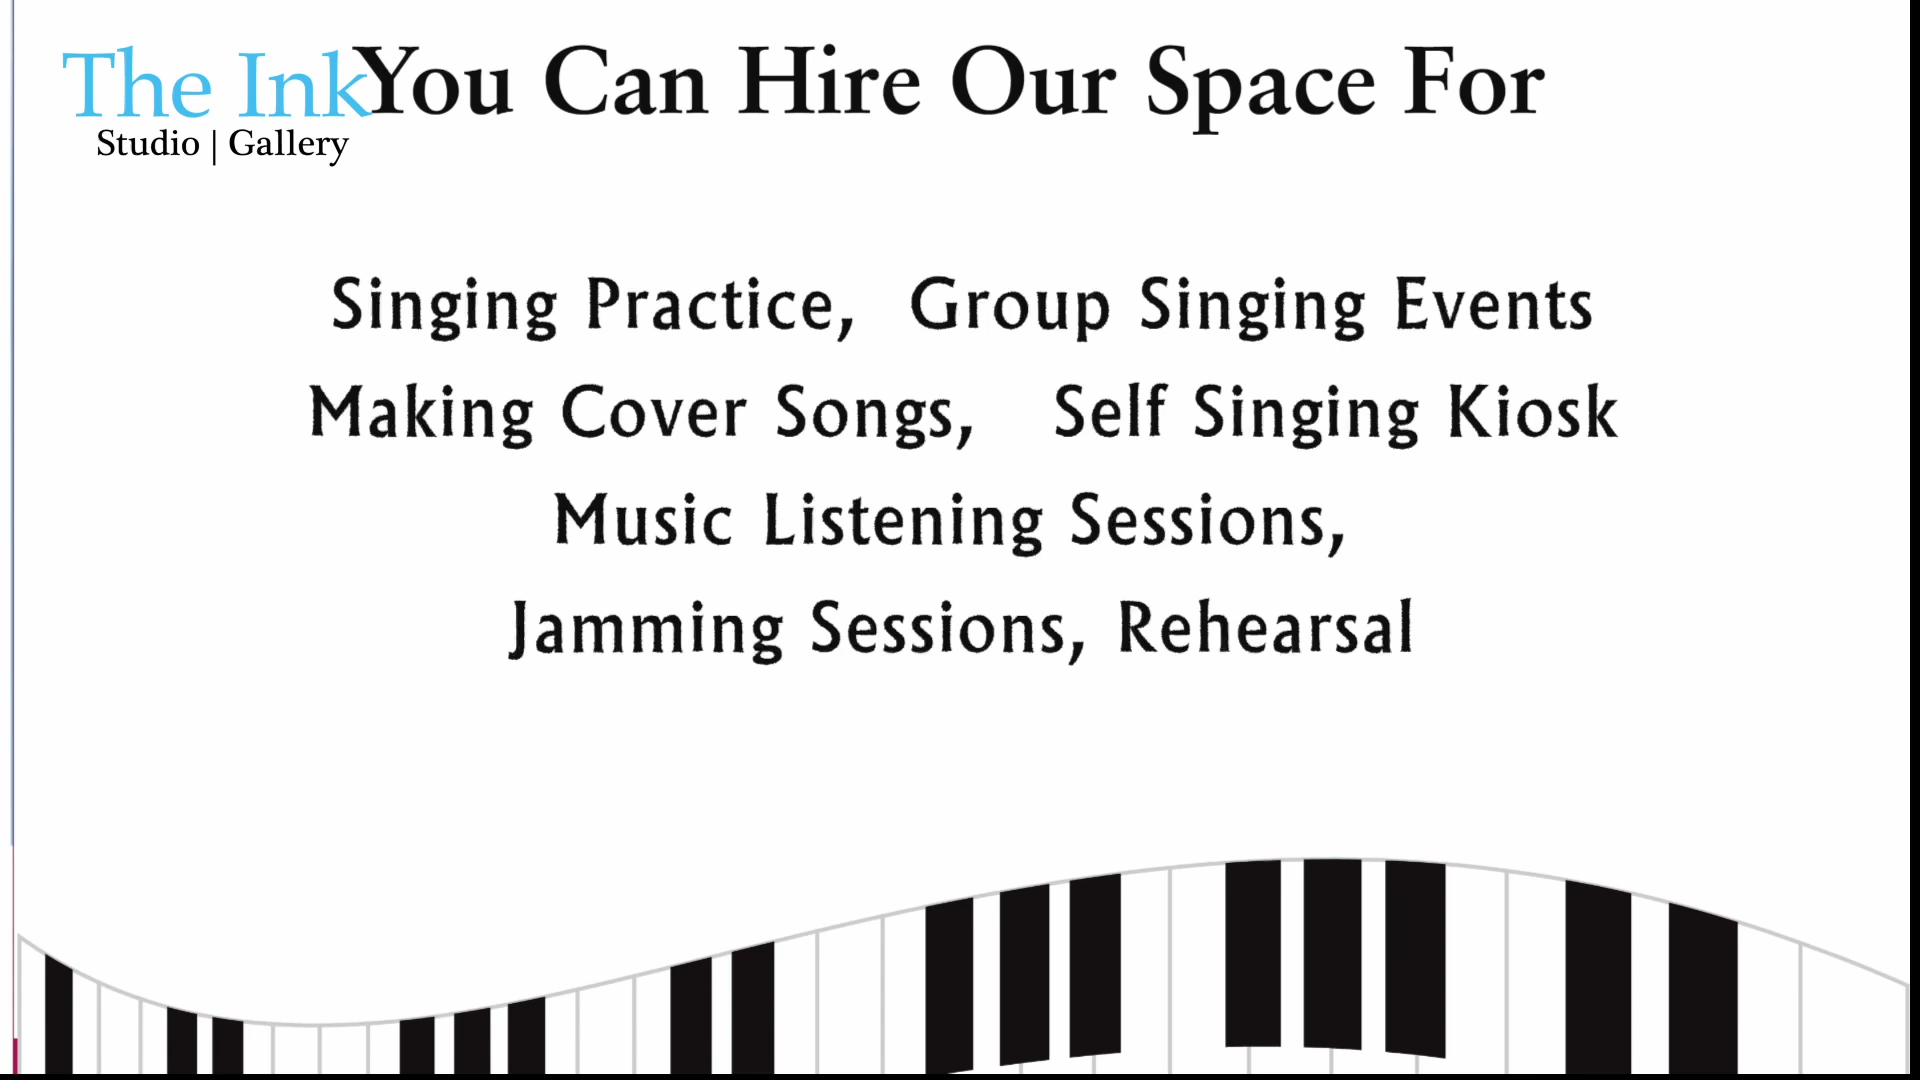 The Ink
Studio | Gallery
You Can Hire Our Space For
Singing Practice, Group Singing Events
Making Cover Songs, Self Singing Kiosk
Music Listening Sessions,
Jamming Sessions, Rehearsal